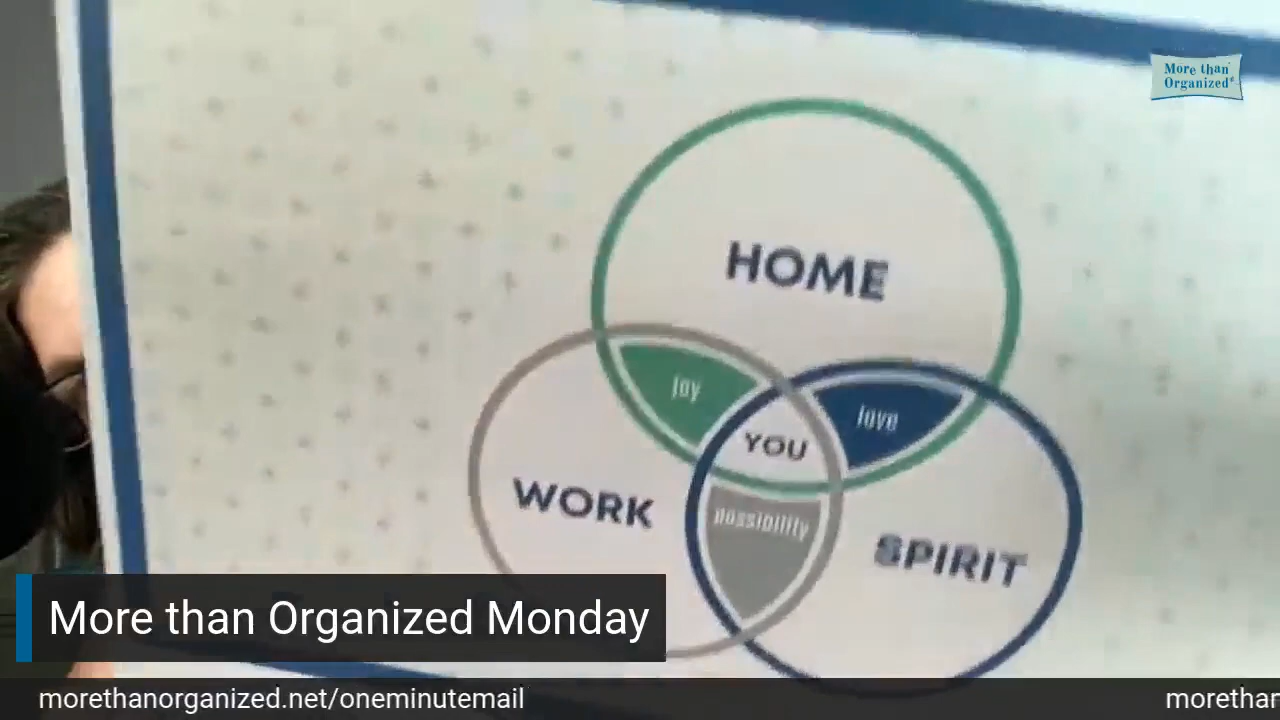 More than
Organized®
HOME
joy
love
YOU
WORK
possibility
SPIRIT
More than Organized Monday
morethanorganized.net/oneminutemail
morethan